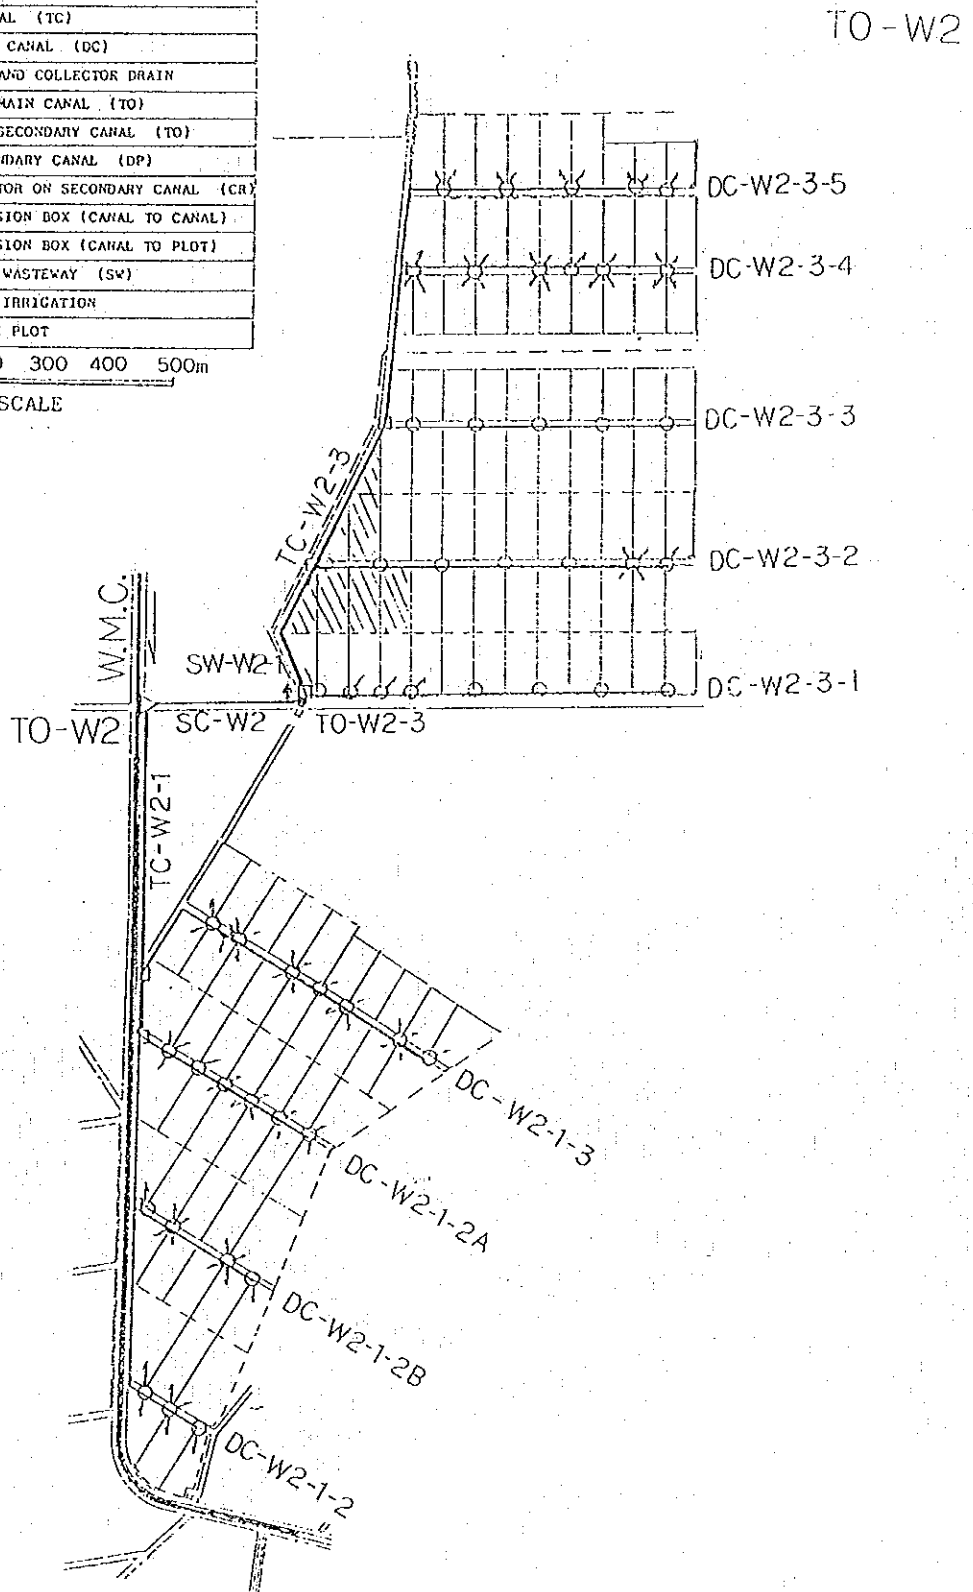 TO-W2
AL (TC)
CANAL (DC)
AND COLLECTOR DRAIN
MAIN CANAL (TO)
SECONDARY CANAL (TO)
NDARY CANAL (DP)
TOR ON SECONDARY CANAL (CR)
SION BOX (CANAL TO CANAL)
SION BOX (CANAL TO PLOT)
WASTEWAY (SW)
IRRIGATION
PLOT
300 400 500m
SCALE
DC-W2-3-5
DC-W2-3-4
DC-W2-3-3
TC-W2-3
DC-W2-3-2
W.M.C.
SW-W2-1
DC-W2-3-1
TO-W2
SC-W2
TO-W2-3
TC-W2-1
DC-W2-1-3
DC-W2-1-2A
DC-W2-1-2B
DC-W2-1-2